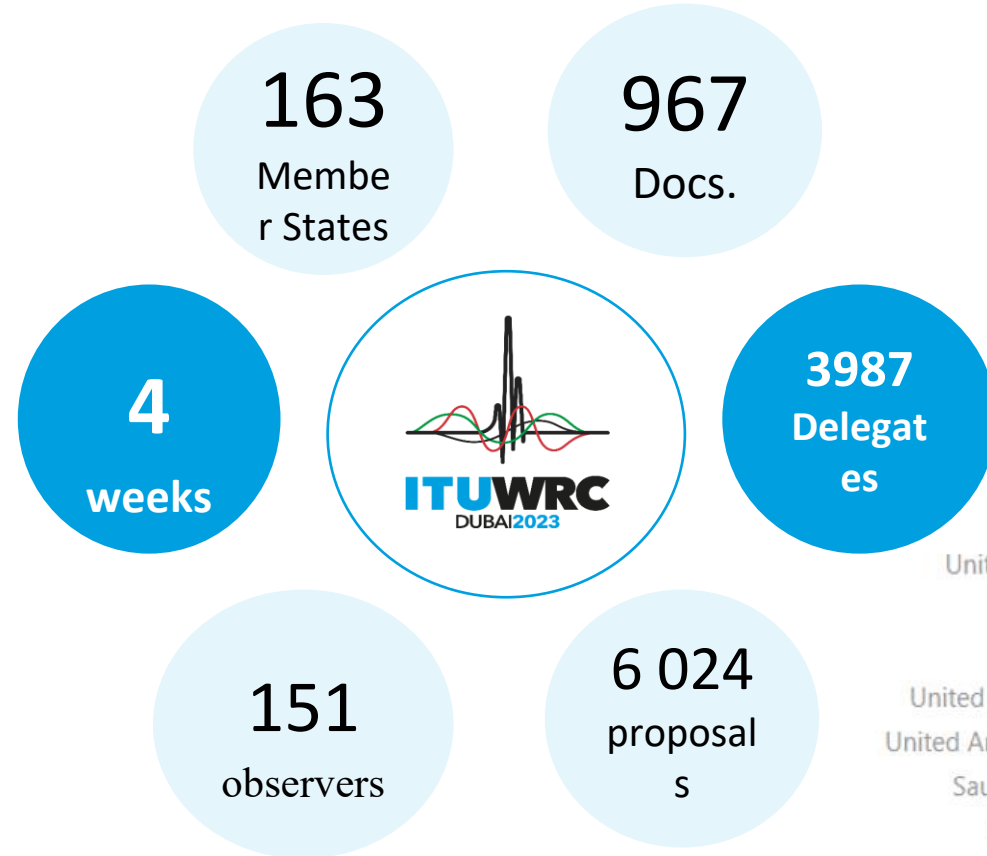 163
Membe
r States
967
Docs.
4
weeks
ITUWRC
DUBAI2023
3987
Delegat
es
151
observers
6 024
proposal
s
Unit
United
United Ar
Sau